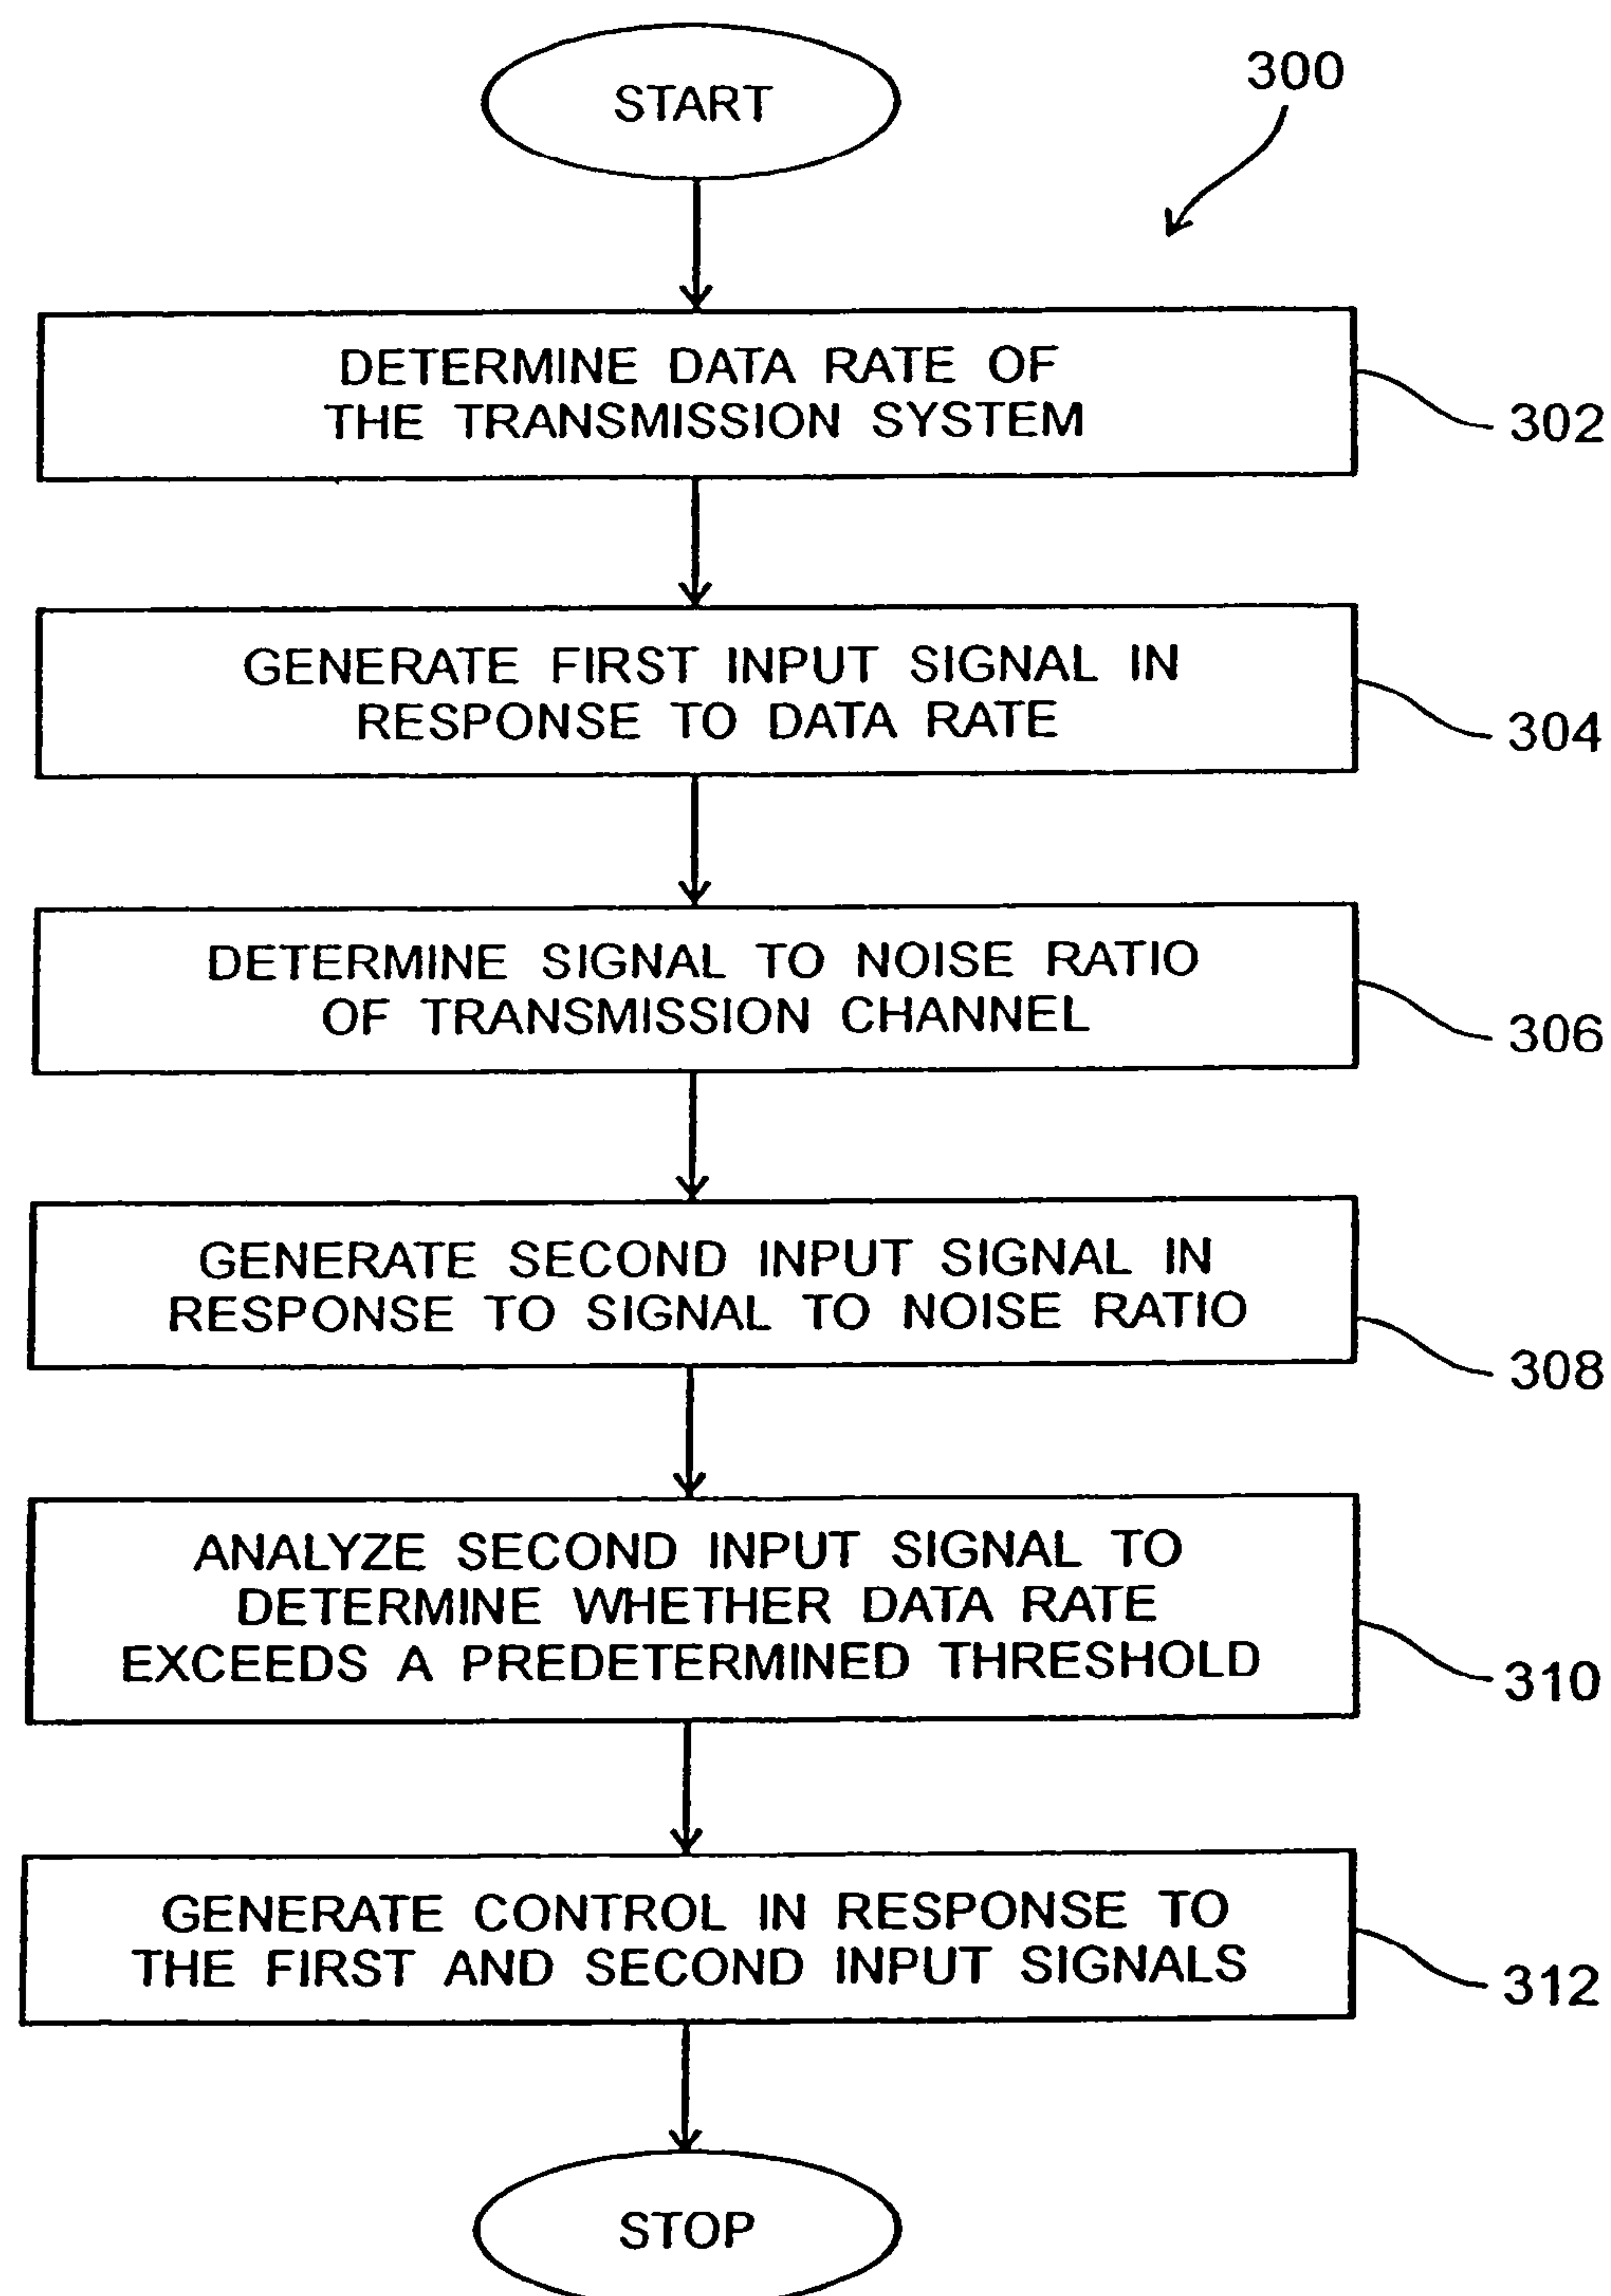 START
300
DETERMINE DATA RATE OF
THE TRANSMISSION SYSTEM
302
GENERATE FIRST INPUT SIGNAL IN
RESPONSE TO DATA RATE
304
DETERMINE SIGNAL TO NOISE RATIO
OF TRANSMISSION CHANNEL
306
GENERATE SECOND INPUT SIGNAL IN
RESPONSE TO SIGNAL TO NOISE RATIO
308
ANALYZE SECOND INPUT SIGNAL TO
DETERMINE WHETHER DATA RATE
EXCEEDS A PREDETERMINED THRESHOLD
310
GENERATE CONTROL IN RESPONSE TO
THE FIRST AND SECOND INPUT SIGNALS
312
STOP